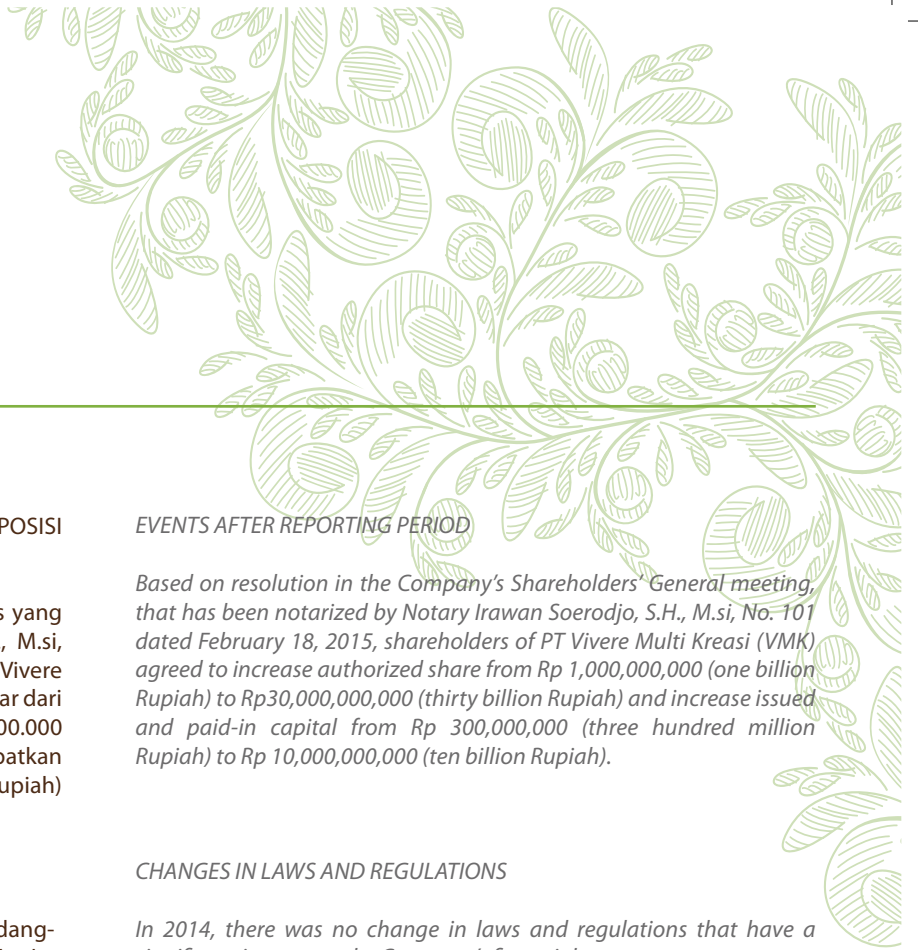 POSISI
s yang
, M.si,
Vivere
ar dari
00.000
patkan
upiah)
dang-
EVENTS AFTER REPORTING PERIOD
Based on resolution in the Company’s Shareholders’ General meeting,
that has been notarized by Notary Irawan Soerodjo, S.H., M.si, No. 101
dated February 18, 2015, shareholders of PT Vivere Multi Kreasi (VMK)
agreed to increase authorized share from Rp 1,000,000,000 (one billion
Rupiah) to Rp30,000,000,000 (thirty billion Rupiah) and increase issued
and paid-in capital from Rp 300,000,000 (three hundred million
Rupiah) to Rp 10,000,000,000 (ten billion Rupiah).
CHANGES IN LAWS AND REGULATIONS
In 2014, there was no change in laws and regulations that have a